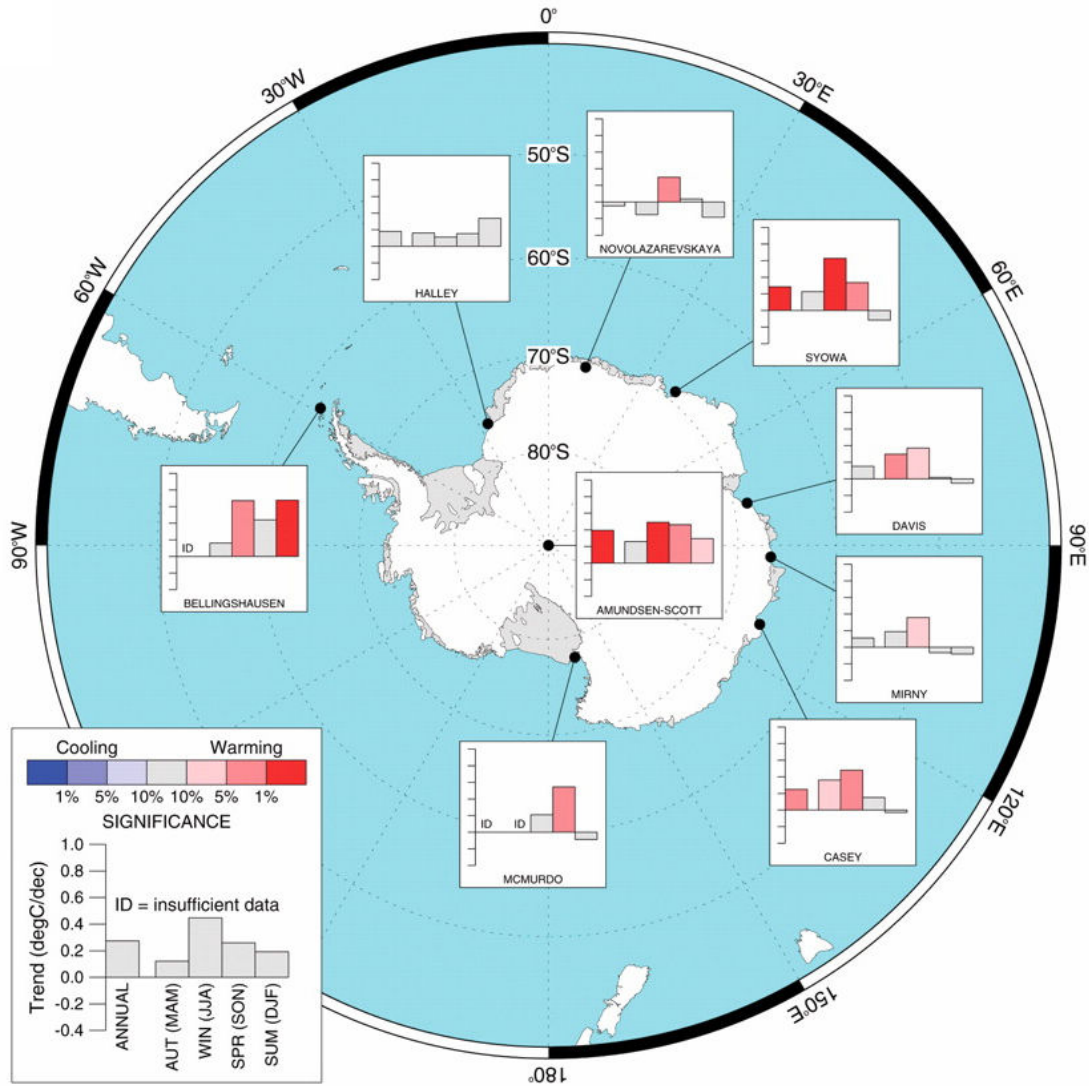 0°
30°W
30°E
50°S
NOVOLAZAREVSKAYA
60°S
HALLEY
60°W
60°E
SYOWA
70°S
80°S
DAVIS
90°W
90°E
ID
BELLINGSHAUSEN
AMUNDSEN-SCOTT
MIRNY
Cooling Warming
1% 5% 10% 10% 5% 1%
SIGNIFICANCE
ID ID
MCMURDO
CASEY
120°E
150°E
180°
Trend (degC/dec)
1.0
0.8
0.6
ID = insufficient data
0.4
0.2
0.0
-0.2
-0.4
ANNUAL
AUT (MAM)
WIN (JJA)
SPR (SON)
SUM (DJF)